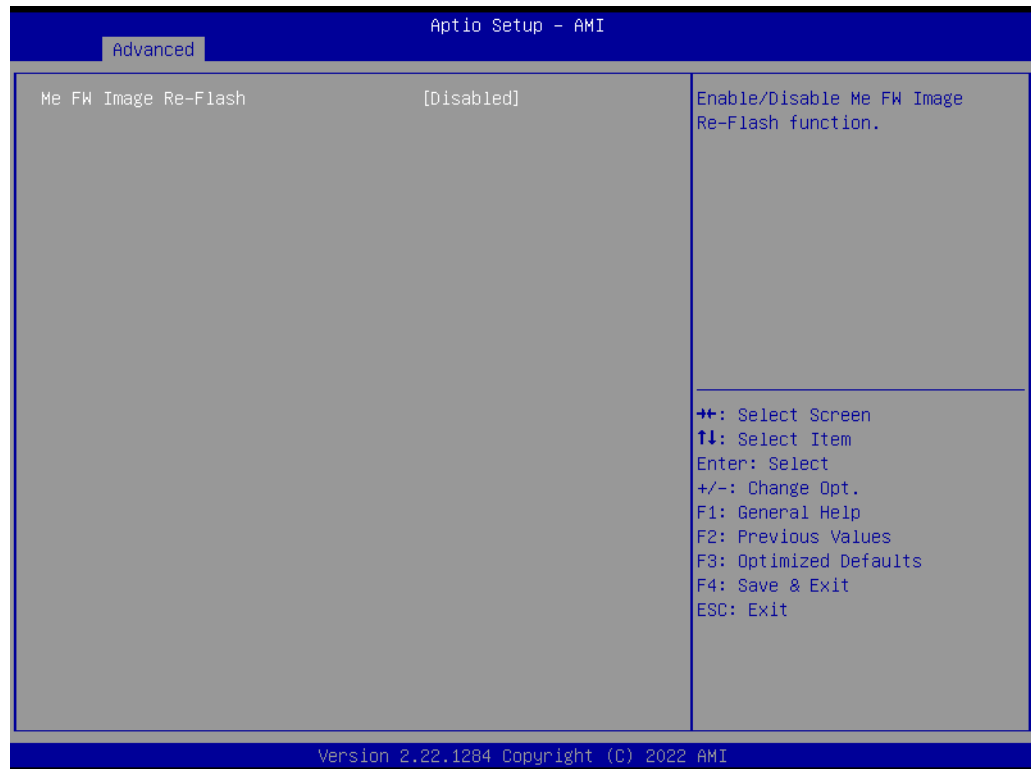 Aptio Setup – AMI
Advanced
Me FW Image Re-Flash [Disabled]
Enable/Disable Me FW Image
Re-Flash function.
→←: Select Screen
↑↓: Select Item
Enter: Select
+/-: Change Opt.
F1: General Help
F2: Previous Values
F3: Optimized Defaults
F4: Save & Exit
ESC: Exit
Version 2.22.1284 Copyright (C) 2022 AMI